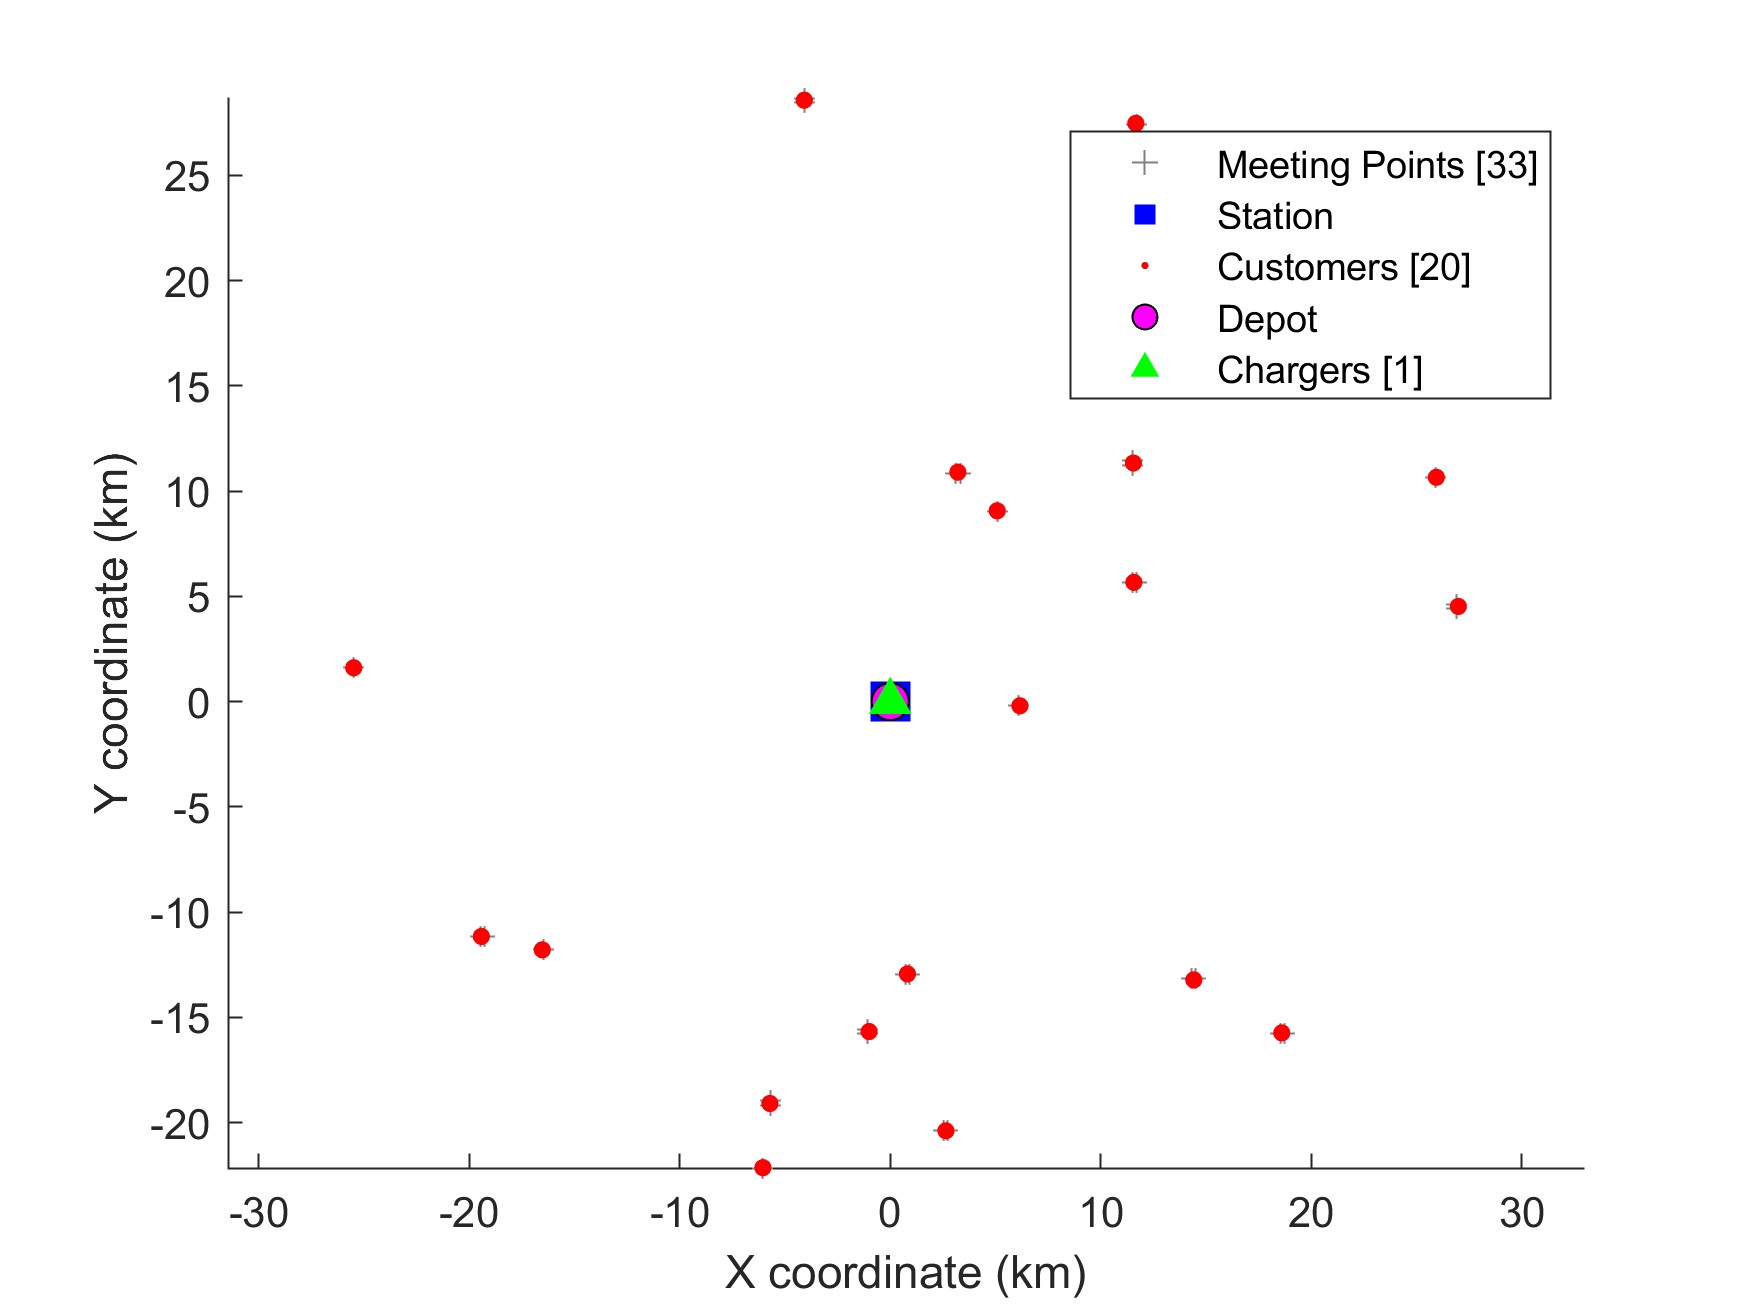 25
20
15
10
5
0
-5
-10
-15
-20
-30
-20
-10
0
10
20
30
Y coordinate (km)
X coordinate (km)
Meeting Points [33]
Station
Customers [20]
Depot
Chargers [1]